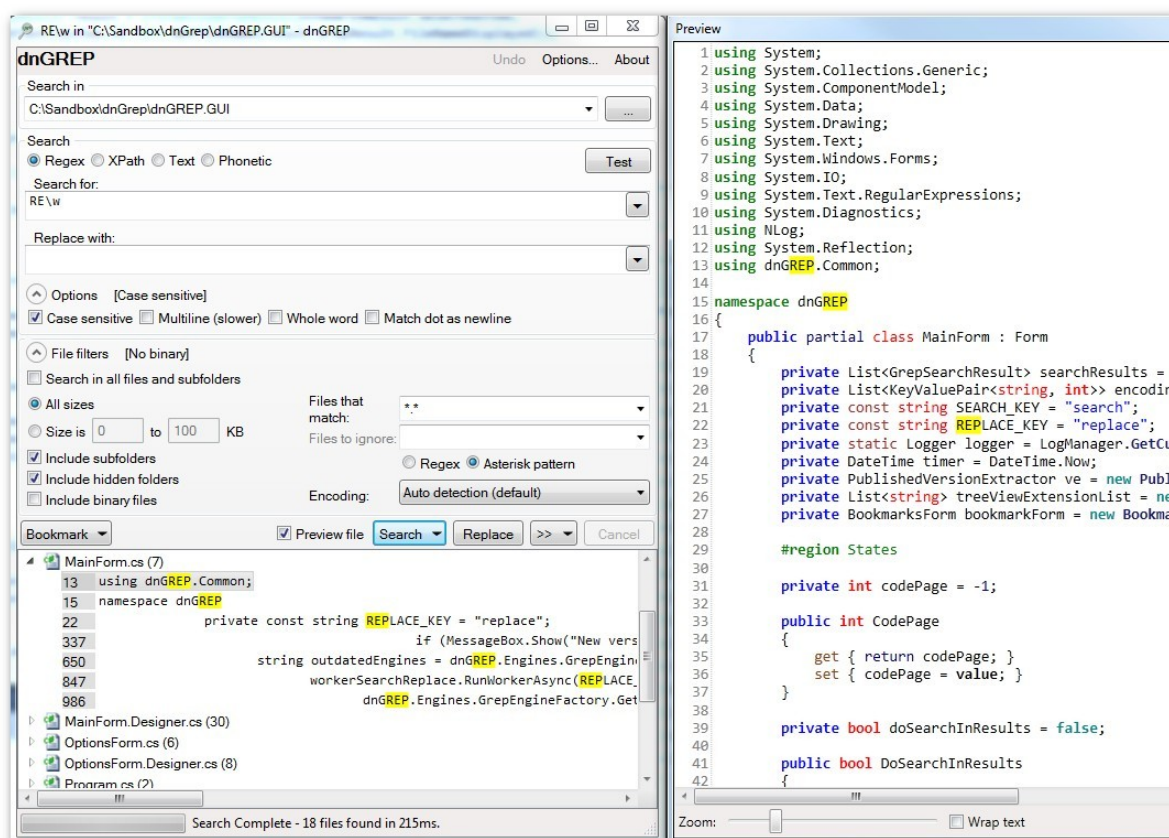 RE\w in "C:\Sandbox\dnGrep\dnGREP.GUI" - dnGREP
dnGREP Undo Options... About
Search in
C:\Sandbox\dnGrep\dnGREP.GUI ...
Search
Regex XPath Text Phonetic Test
Search for:
RE\w
Replace with:
Options [Case sensitive]
Case sensitive Multiline (slower) Whole word Match dot as newline
File filters [No binary]
Search in all files and subfolders
All sizes Files that match: *.*
Size is 0 to 100 KB Files to ignore:
Include subfolders Regex Asterisk pattern
Include hidden folders
Include binary files Encoding: Auto detection (default)
Bookmark Preview file Search Replace >> Cancel
MainForm.cs (7)
13 using dnGREP.Common;
15 namespace dnGREP
22 private const string REPLACE_KEY = "replace";
337 if (MessageBox.Show("New vers
650 string outdatedEngines = dnGREP.Engines.GrepEngin
847 workerSearchReplace.RunWorkerAsync(REPLACE_
986 dnGREP.Engines.GrepEngineFactory.Get
MainForm.Designer.cs (30)
OptionsForm.cs (6)
OptionsForm.Designer.cs (8)
Program.cs (2)
Search Complete - 18 files found in 215ms.
Preview
1 using System;
2 using System.Collections.Generic;
3 using System.ComponentModel;
4 using System.Data;
5 using System.Drawing;
6 using System.Text;
7 using System.Windows.Forms;
8 using System.IO;
9 using System.Text.RegularExpressions;
10 using System.Diagnostics;
11 using NLog;
12 using System.Reflection;
13 using dnGREP.Common;
14
15 namespace dnGREP
16 {
17 public partial class MainForm : Form
18 {
19 private List<GrepSearchResult> searchResults =
20 private List<KeyValuePair<string, int>> encodin
21 private const string SEARCH_KEY = "search";
22 private const string REPLACE_KEY = "replace";
23 private static Logger logger = LogManager.GetCu
24 private DateTime timer = DateTime.Now;
25 private PublishedVersionExtractor ve = new Publ
26 private List<string> treeViewExtensionList = ne
27 private BookmarksForm bookmarkForm = new Bookma
28
29 #region States
30
31 private int codePage = -1;
32
33 public int CodePage
34 {
35 get { return codePage; }
36 set { codePage = value; }
37 }
38
39 private bool doSearchInResults = false;
40
41 public bool DoSearchInResults
42 {
Zoom: Wrap text